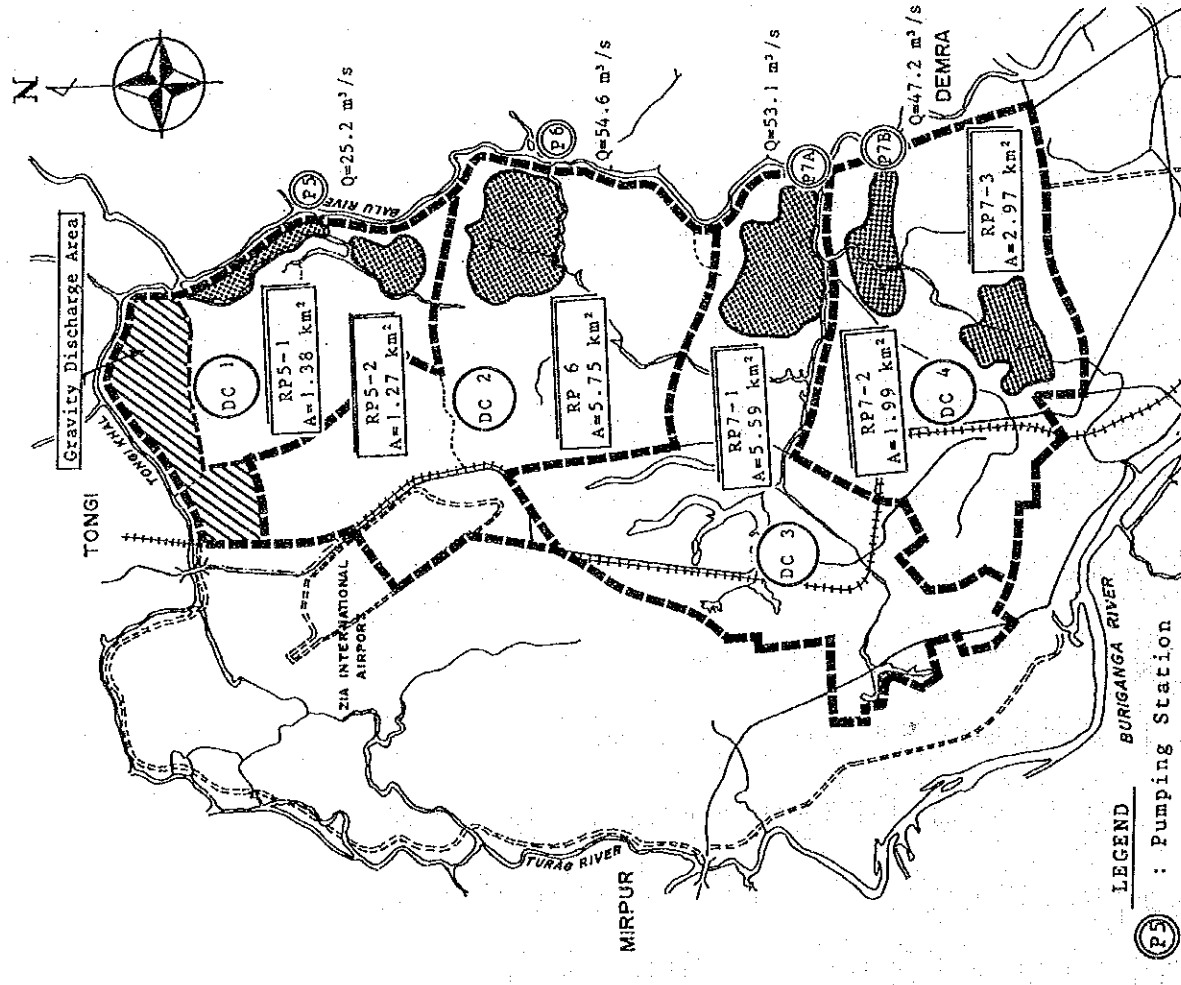 N
Gravity Discharge Area
TONGI KHAL
TONGI
P5
Q=25.2 m³/s
BALU RIVER
DC 1
RP5-1
A=1.38 km²
RP5-2
A=1.27 km²
P6
Q=54.6 m³/s
DC 2
RP 6
A=5.75 km²
ZIA INTERNATIONAL
AIRPORT
Q=53.1 m³/s
P7A
RP7-1
A=5.59 km²
P7B
Q=47.2 m³/s
DEMRA
RP7-2
A=1.99 km²
DC 3
DC 4
RP7-3
A=2.97 km²
TURAG RIVER
MIRPUR
BURIGANGA RIVER
LEGEND
P5 : Pumping Station